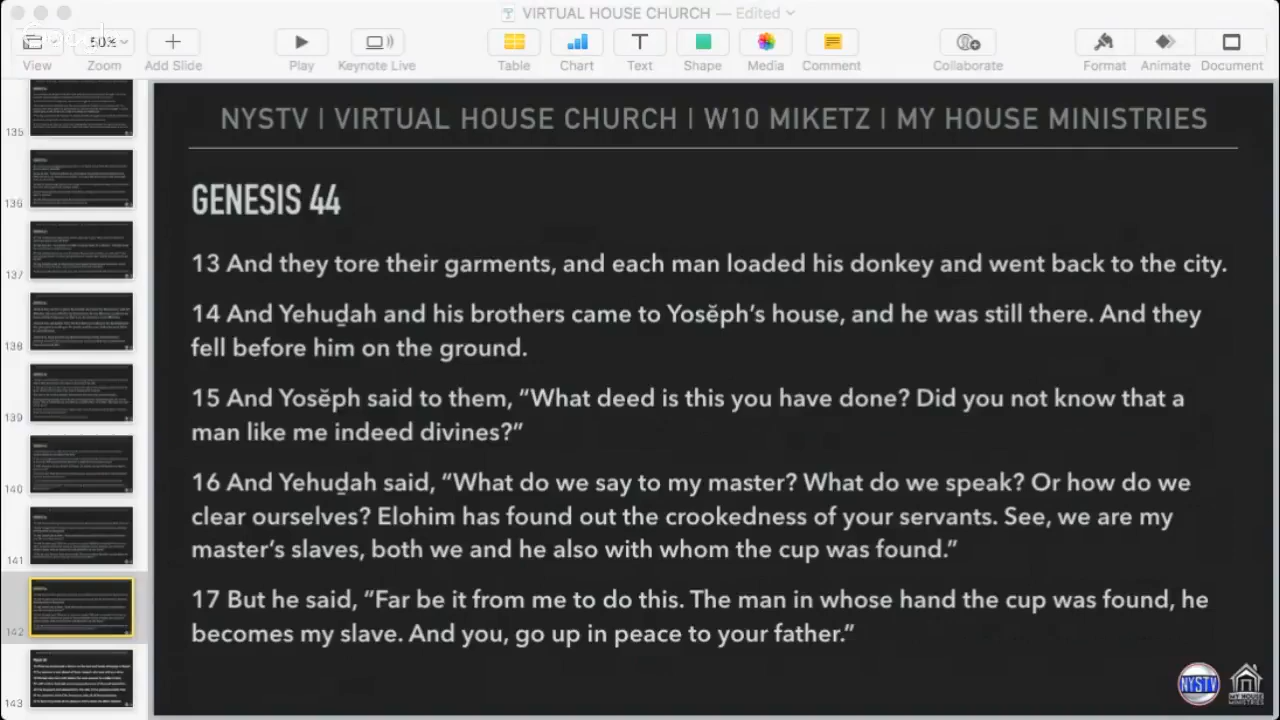 VIRTUAL HOUSE CHURCH — Edited
50%
View
Zoom
Add Slide
Play
Keynote Live
Table
Chart
Text
Shape
Media
Comment
Collaborate
Format
Animate
Document
135
136
137
138
139
140
141
142
143
NYSTV VIRTUAL HOUSE CHURCH | W/ DAVID CARRICO METZ | MY HOUSE MINISTRIES
GENESIS 44
13 And they tore their garments, and each man loaded his donkey and went back to the city.
14 And Yehuḏah and his brothers came to Yosĕph's house, and he was still there. And they
fell before him on the ground.
15 And Yosĕph said to them, “What deed is this you have done? Did you not know that a
man like me indeed divines?”
16 And Yehuḏah said, “What do we say to my master? What do we speak? Or how do we
clear ourselves? Elohim has found out the crookedness of your servants. See, we are my
master's slaves, both we and he also with whom the cup was found.”
17 But he said, “Far be it from me to do this. The man in whose hand the cup was found, he
becomes my slave. And you, go up in peace to your father.”
NYSTV
MY HOUSE
MINISTRIES